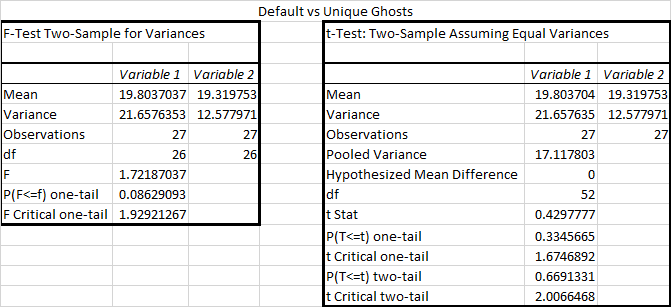 Default vs Unique Ghosts
F-Test Two-Sample for Variances
Variable 1 Variable 2
Mean 19.8037037 19.319753
Variance 21.6576353 12.577971
Observations 27 27
df 26 26
F 1.72187037
P(F<=f) one-tail 0.08629093
F Critical one-tail 1.92921267
t-Test: Two-Sample Assuming Equal Variances
Variable 1 Variable 2
Mean 19.803704 19.319753
Variance 21.657635 12.577971
Observations 27 27
Pooled Variance 17.117803
Hypothesized Mean Difference 0
df 52
t Stat 0.4297777
P(T<=t) one-tail 0.3345665
t Critical one-tail 1.6746892
P(T<=t) two-tail 0.6691331
t Critical two-tail 2.0066468